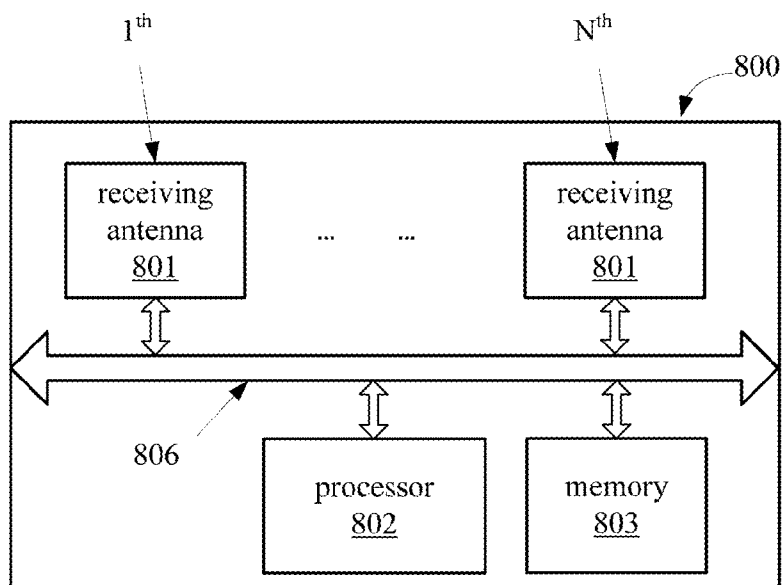 1th
Nth
800
receiving
antenna
801
... ...
receiving
antenna
801
806
processor
802
memory
803